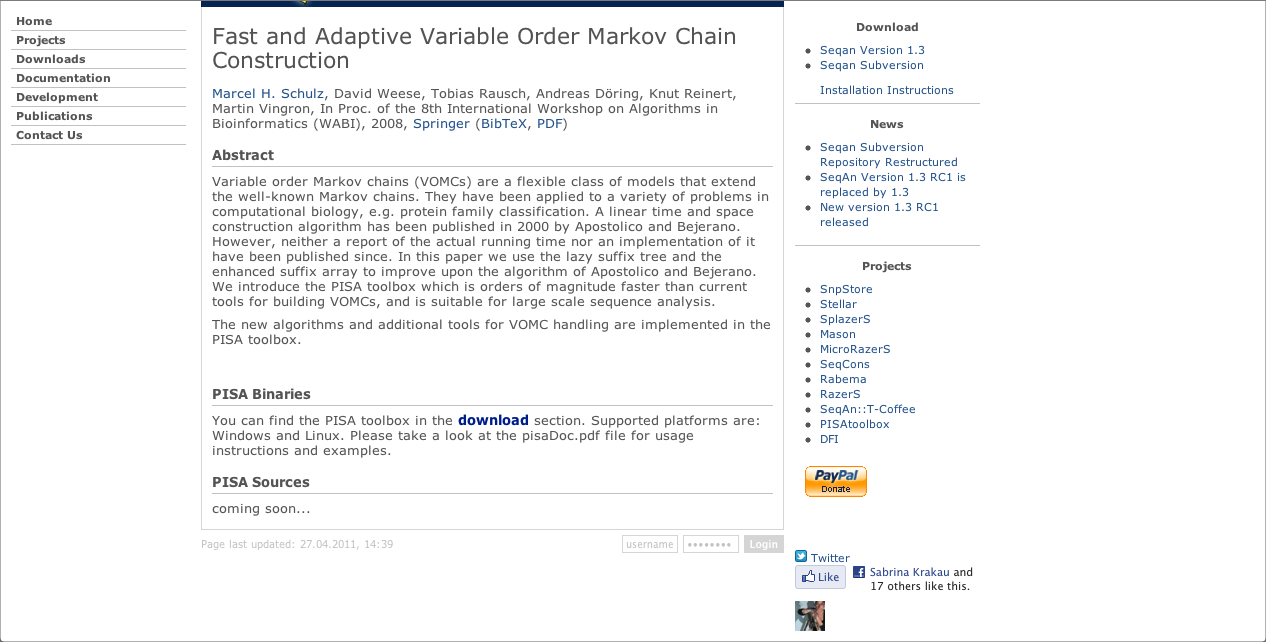 Home
Projects
Downloads
Documentation
Development
Publications
Contact Us
Fast and Adaptive Variable Order Markov Chain
Construction
Marcel H. Schulz, David Weese, Tobias Rausch, Andreas Döring, Knut Reinert,
Martin Vingron, In Proc. of the 8th International Workshop on Algorithms in
Bioinformatics (WABI), 2008, Springer (BibTeX, PDF)
Abstract
Variable order Markov chains (VOMCs) are a flexible class of models that extend
the well-known Markov chains. They have been applied to a variety of problems in
computational biology, e.g. protein family classification. A linear time and space
construction algorithm has been published in 2000 by Apostolico and Bejerano.
However, neither a report of the actual running time nor an implementation of it
have been published since. In this paper we use the lazy suffix tree and the
enhanced suffix array to improve upon the algorithm of Apostolico and Bejerano.
We introduce the PISA toolbox which is orders of magnitude faster than current
tools for building VOMCs, and is suitable for large scale sequence analysis.
The new algorithms and additional tools for VOMC handling are implemented in the
PISA toolbox.
PISA Binaries
You can find the PISA toolbox in the download section. Supported platforms are:
Windows and Linux. Please take a look at the pisaDoc.pdf file for usage
instructions and examples.
PISA Sources
coming soon...
Page last updated: 27.04.2011, 14:39
username •••••••• Login
Download
Seqan Version 1.3
Seqan Subversion
Installation Instructions
News
Seqan Subversion
Repository Restructured
SeqAn Version 1.3 RC1 is
replaced by 1.3
New version 1.3 RC1
released
Projects
SnpStore
Stellar
SplazerS
Mason
MicroRazerS
SeqCons
Rabema
RazerS
SeqAn::T-Coffee
PISAtoolbox
DFI
PayPal
Donate
Twitter
Like Sabrina Krakau and
17 others like this.